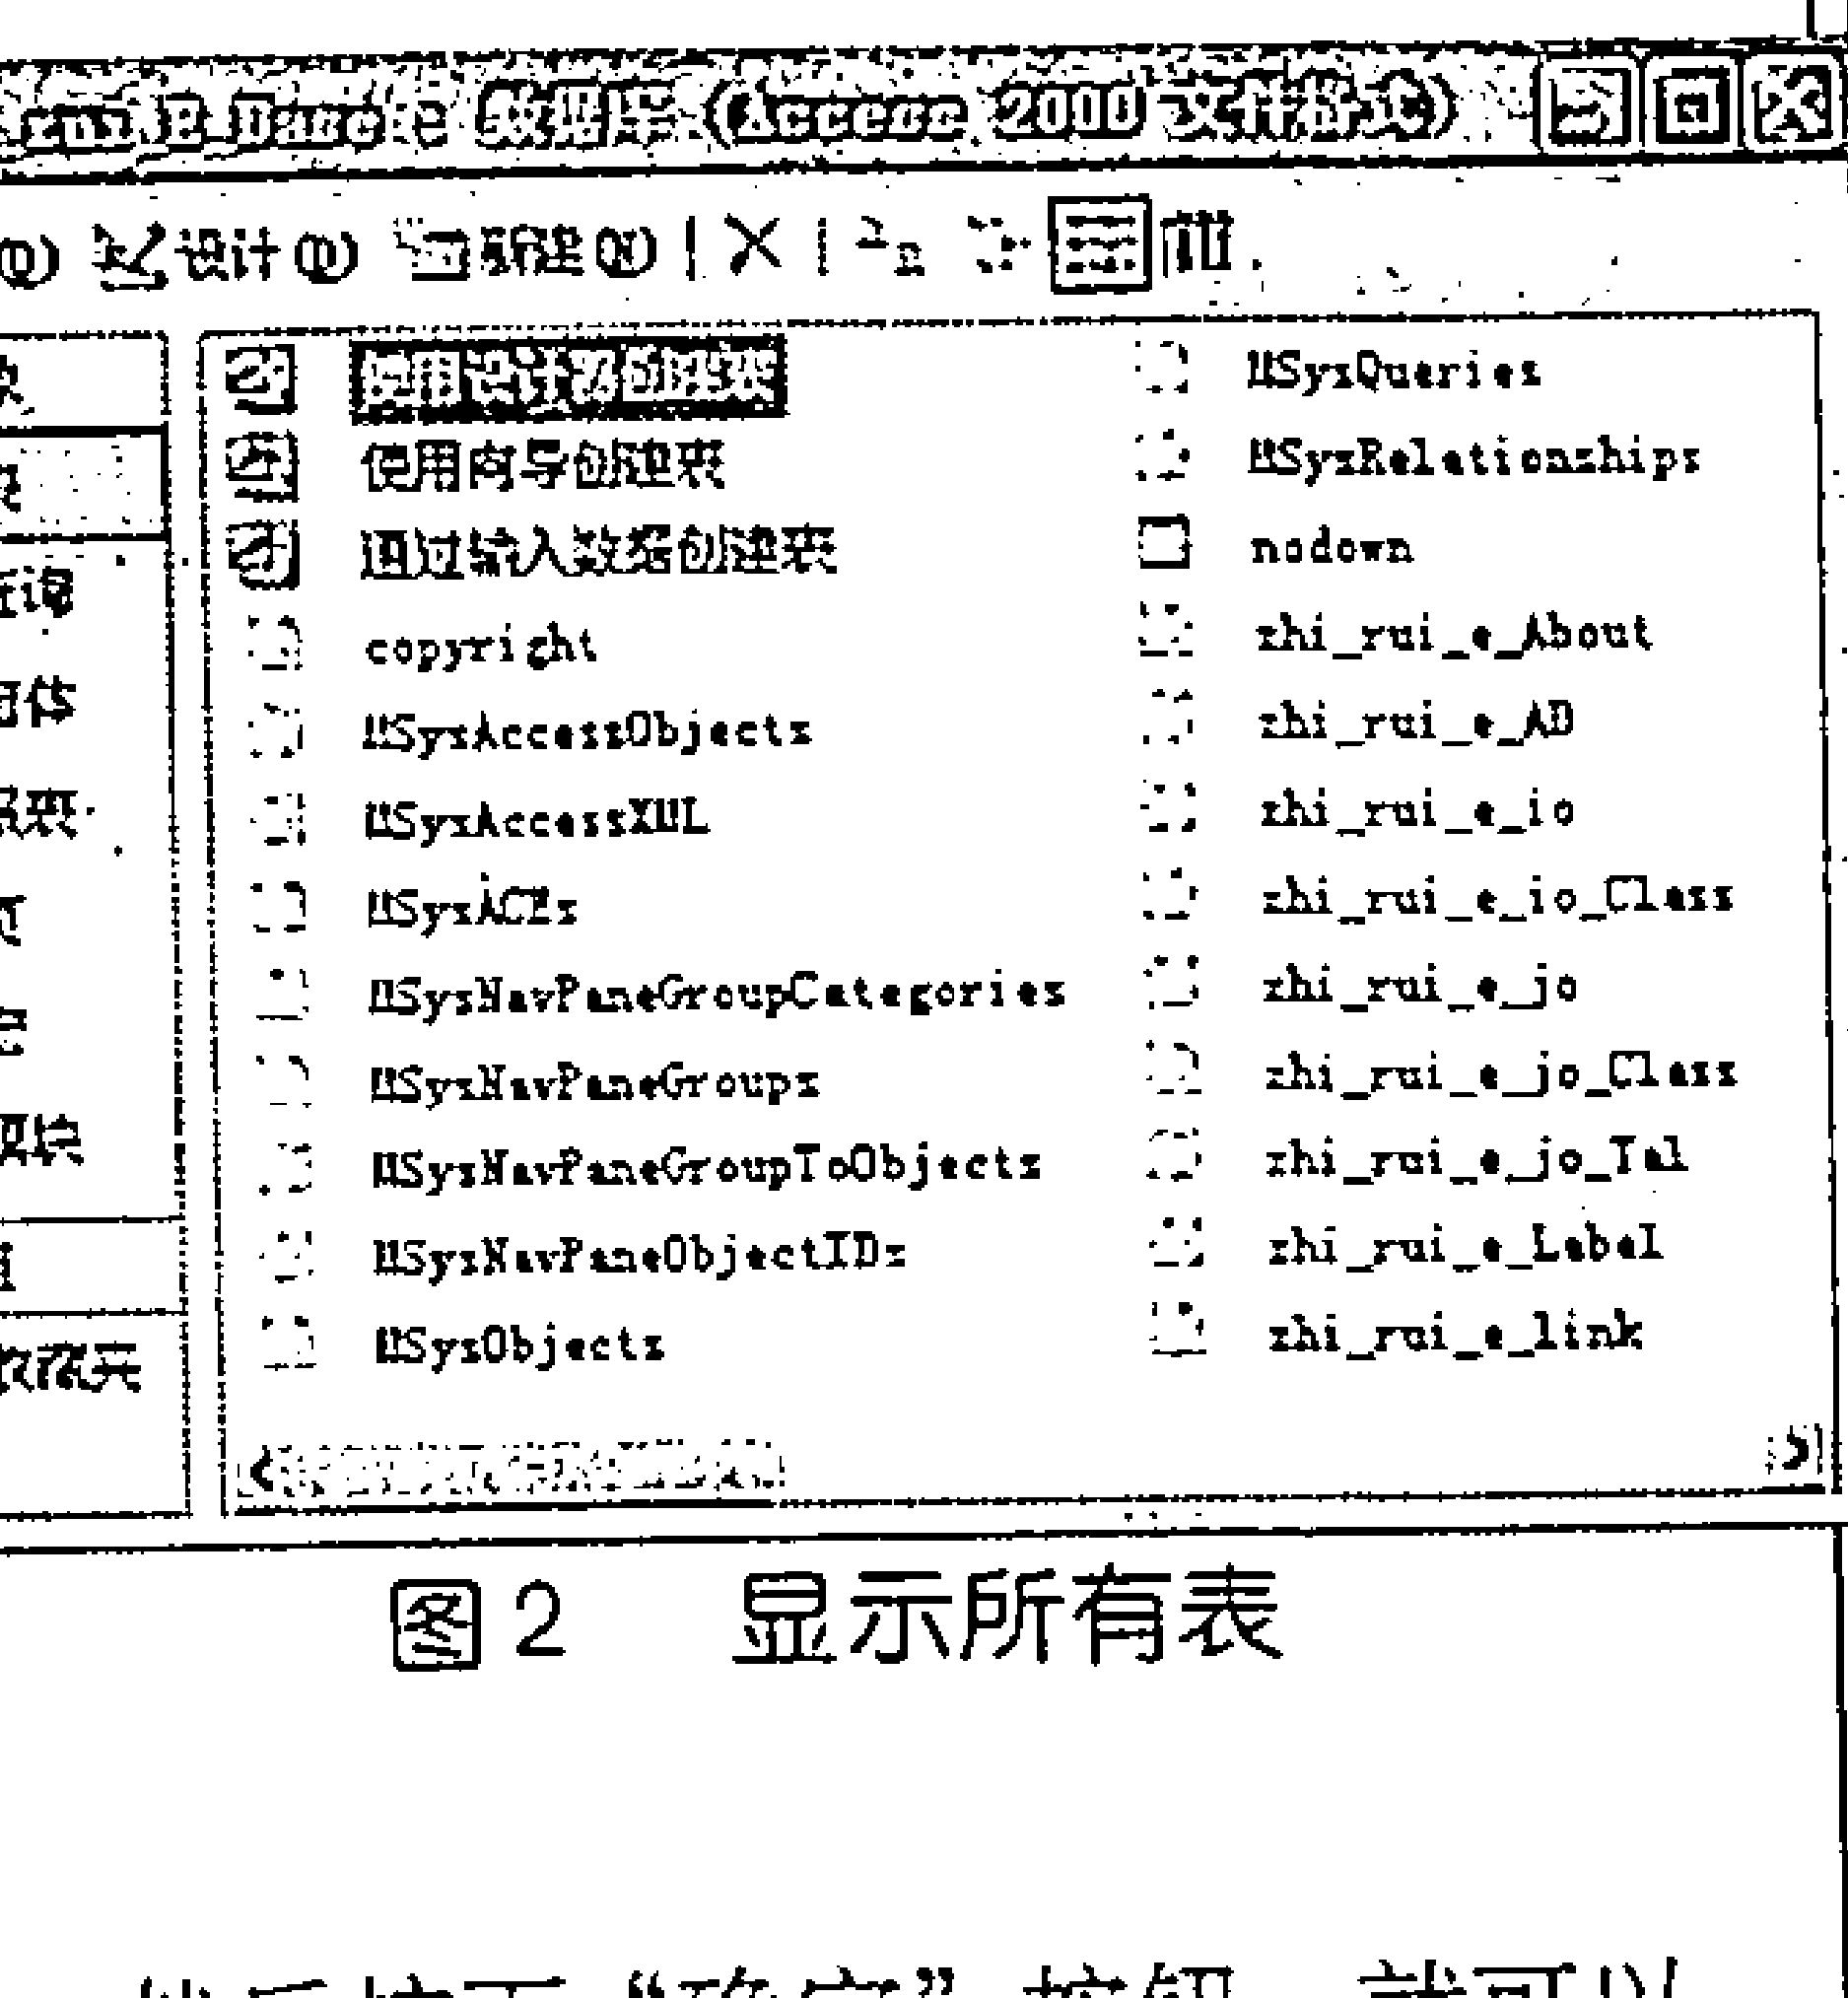 数据库 (Access 2000 文件格式)
设计(D) 新建(N)
使用设计器创建表
使用向导创建表
通过输入数据创建表
copyright
MSysAccessObjects
MSysAccessXML
MSysACEs
MSysNavPaneGroupCategories
MSysNavPaneGroups
MSysNavPaneGroupToObjects
MSysNavPaneObjectIDs
MSysObjects
MSysQueries
MSysRelationships
nodown
zhi_rui_e_About
zhi_rui_e_AD
zhi_rui_e_io
zhi_rui_e_io_Class
zhi_rui_e_jo
zhi_rui_e_jo_Class
zhi_rui_e_jo_Tal
zhi_rui_e_Label
zhi_rui_e_link
图2 显示所有表